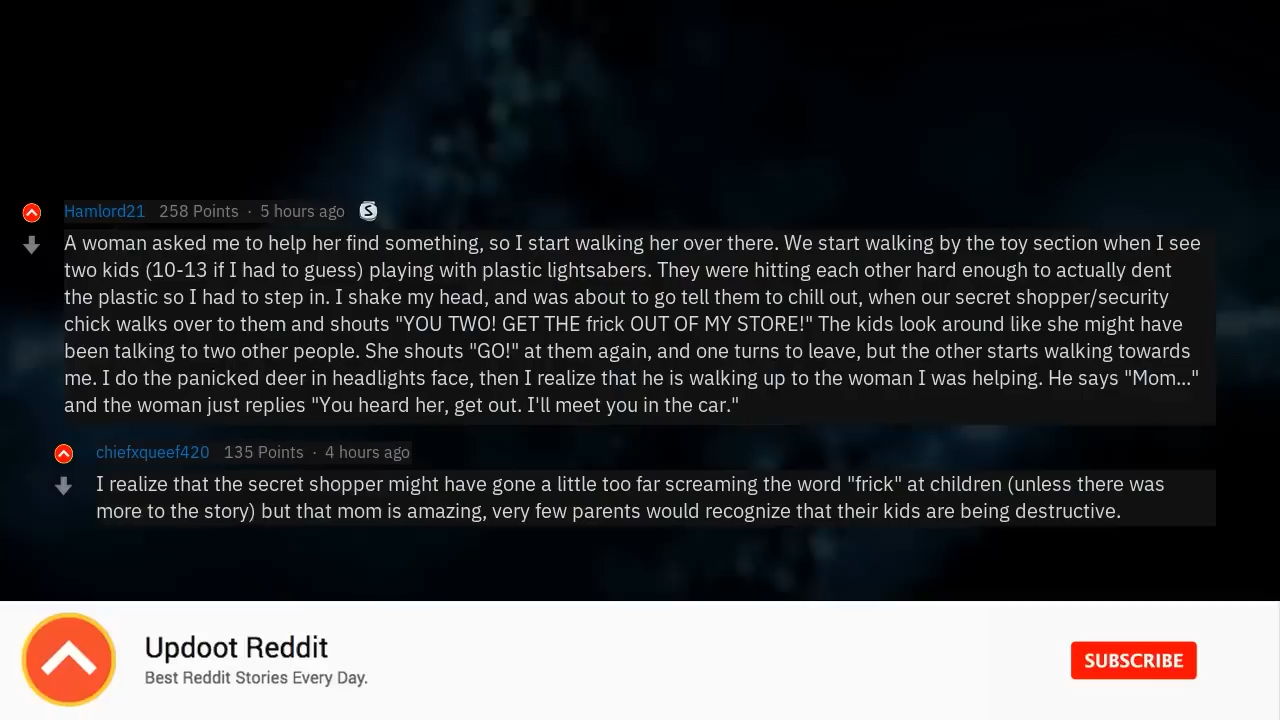 Hamlord21 258 Points · 5 hours ago S
A woman asked me to help her find something, so I start walking her over there. We start walking by the toy section when I see
two kids (10-13 if I had to guess) playing with plastic lightsabers. They were hitting each other hard enough to actually dent
the plastic so I had to step in. I shake my head, and was about to go tell them to chill out, when our secret shopper/security
chick walks over to them and shouts "YOU TWO! GET THE frick OUT OF MY STORE!" The kids look around like she might have
been talking to two other people. She shouts "GO!" at them again, and one turns to leave, but the other starts walking towards
me. I do the panicked deer in headlights face, then I realize that he is walking up to the woman I was helping. He says "Mom..."
and the woman just replies "You heard her, get out. I'll meet you in the car."
chiefxqueef420 135 Points · 4 hours ago
I realize that the secret shopper might have gone a little too far screaming the word "frick" at children (unless there was
more to the story) but that mom is amazing, very few parents would recognize that their kids are being destructive.
Updoot Reddit
Best Reddit Stories Every Day.
SUBSCRIBE